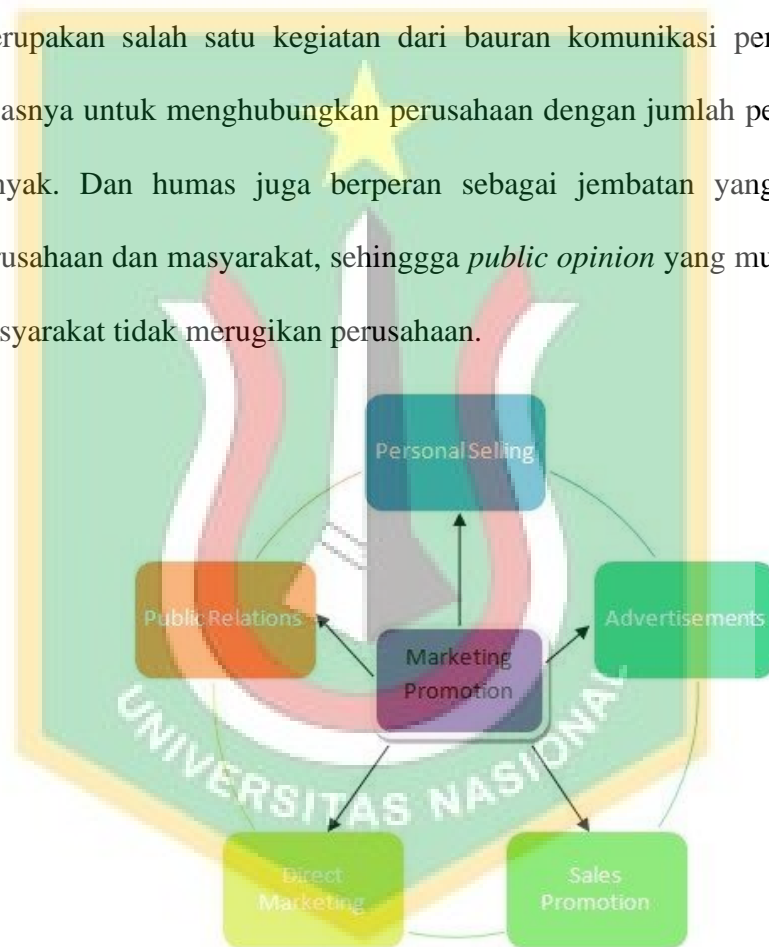 erupakan salah satu kegiatan dari bauran komunikasi per
asnya untuk menghubungkan perusahaan dengan jumlah pe
nyak. Dan humas juga berperan sebagai jembatan yang
rusahaan dan masyarakat, sehinggga public opinion yang mu
syarakat tidak merugikan perusahaan.
Personal Selling
Public Relations
Advertisements
Marketing
Promotion
UNIVERSITAS NASIONAL
Direct
Marketing
Sales
Promotion